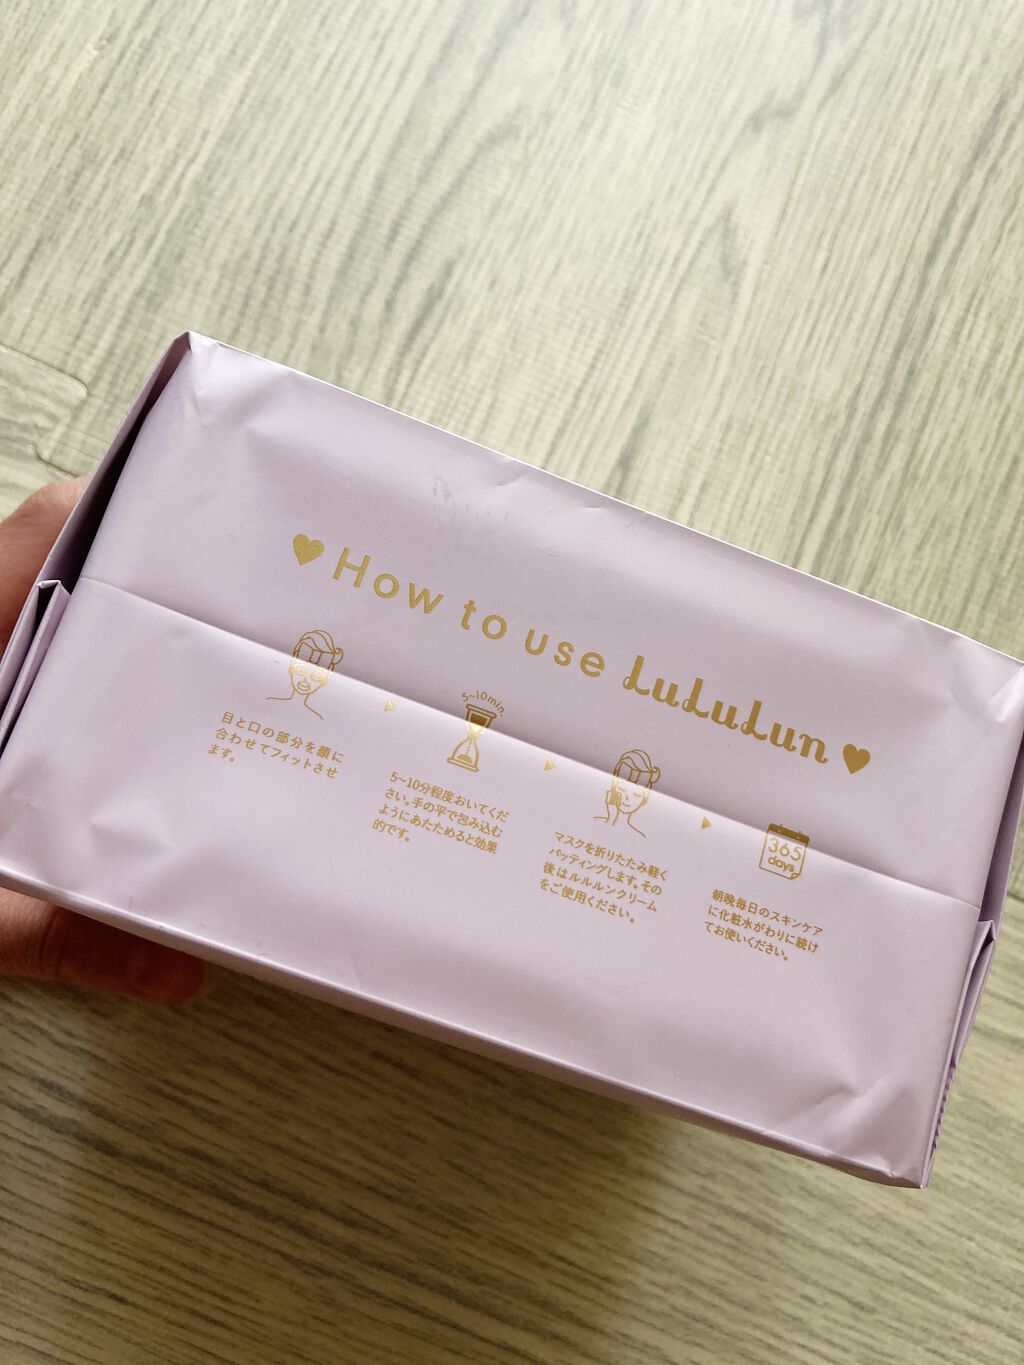 How to use LuLuLun
目と口の部分を顔に
合わせてフィットさせ
ます。
5~10min.
5~10分程度おいてくだ
さい。手の平で包み込む
ようにあたためると効果
的です。
マスクを折りたたみ軽く
パッティングします。その
後はルルルンクリーム
をご使用ください。
365
days
朝晩毎日のスキンケア
に化粧水がわりに続け
てお使いください。